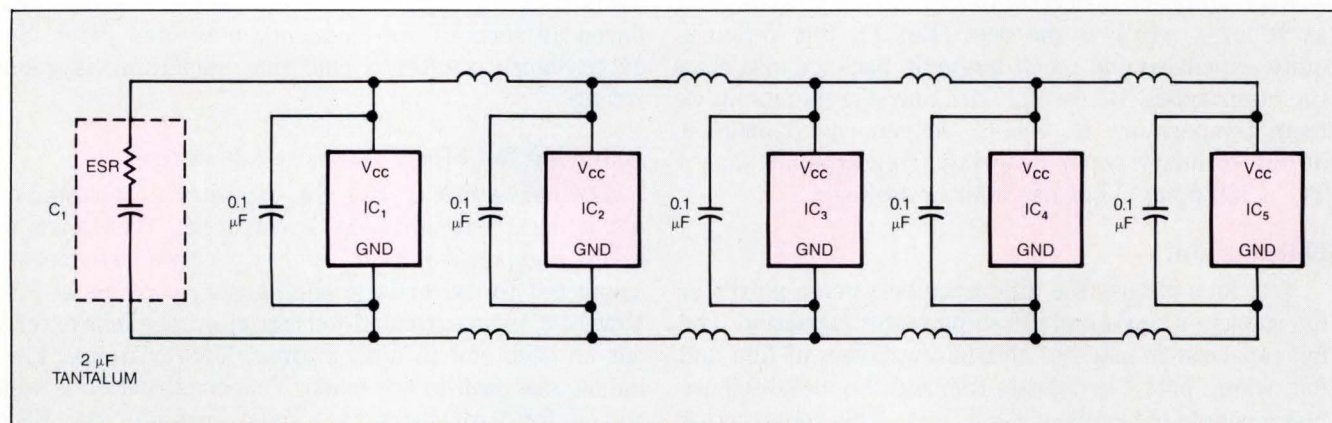 ESR
C1
2 µF
TANTALUM
0.1
µF
VCC
IC1
GND
0.1
µF
VCC
IC2
GND
0.1
µF
VCC
IC3
GND
0.1
µF
VCC
IC4
GND
0.1
µF
VCC
IC5
GND